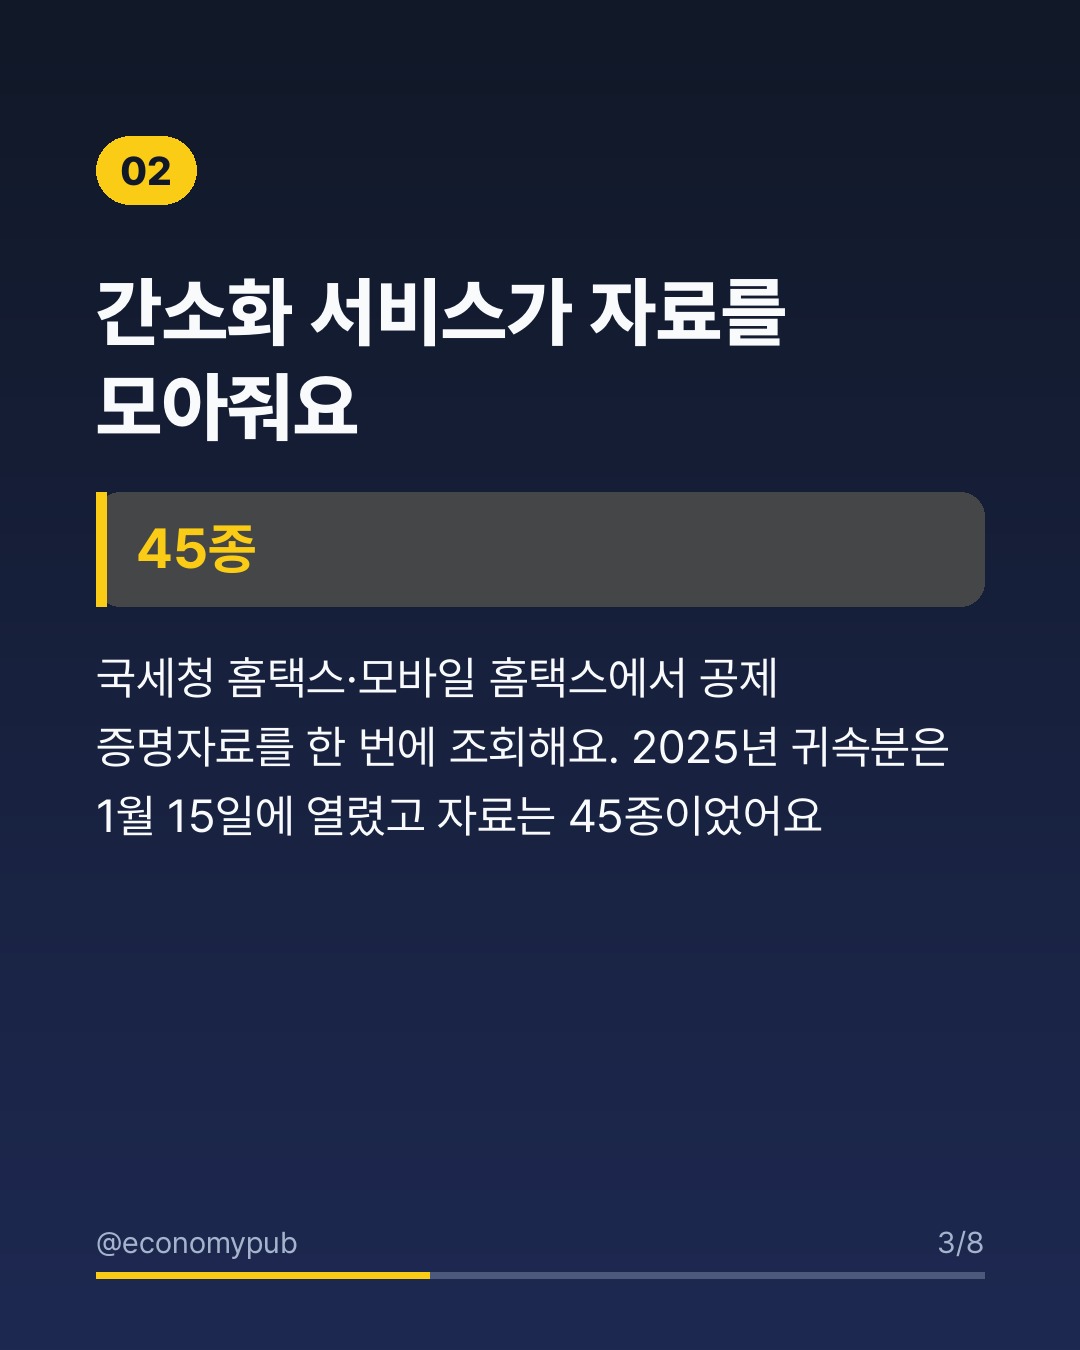 02
간소화 서비스가 자료를
모아줘요
45종
국세청 홈택스·모바일 홈택스에서 공제
증명자료를 한 번에 조회해요. 2025년 귀속분은
1월 15일에 열렸고 자료는 45종이었어요
@economypub
3/8